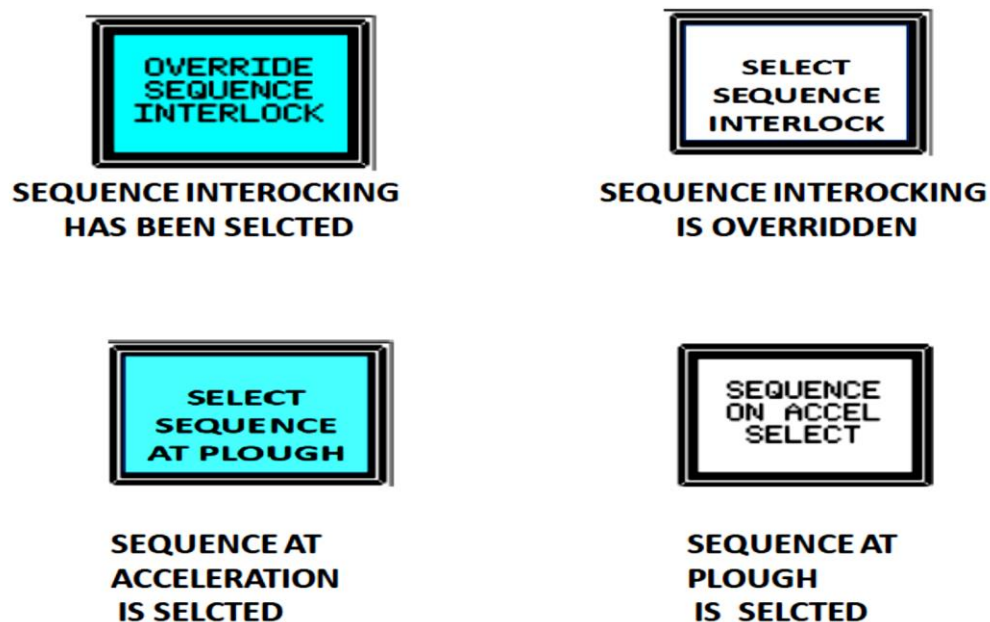 OVERRIDE
SEQUENCE
INTERLOCK
SEQUENCE INTEROCKING
HAS BEEN SELCTED
SELECT
SEQUENCE
INTERLOCK
SEQUENCE INTEROCKING
IS OVERRIDDEN
SELECT
SEQUENCE
AT PLOUGH
SEQUENCE AT
ACCELERATION
IS SELCTED
SEQUENCE
ON ACCEL
SELECT
SEQUENCE AT
PLOUGH
IS SELCTED